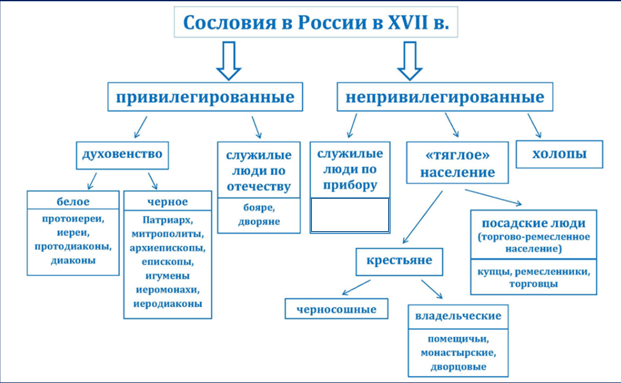 Сословия в России в XVII в.
привилегированные
непривилегированные
духовенство
служилые
люди по
отечеству
бояре,
дворяне
служилые
люди по
прибору
«тяглое»
население
холопы
белое
протоиереи,
иереи,
протодиаконы,
диаконы
черное
Патриарх,
митрополиты,
архиепископы,
епископы,
игумены
иеромонахи,
иеродиаконы
посадские люди
(торгово-ремесленное
население)
купцы, ремесленники,
торговцы
крестьяне
черносошные
владельческие
помещичьи,
монастырские,
дворцовые